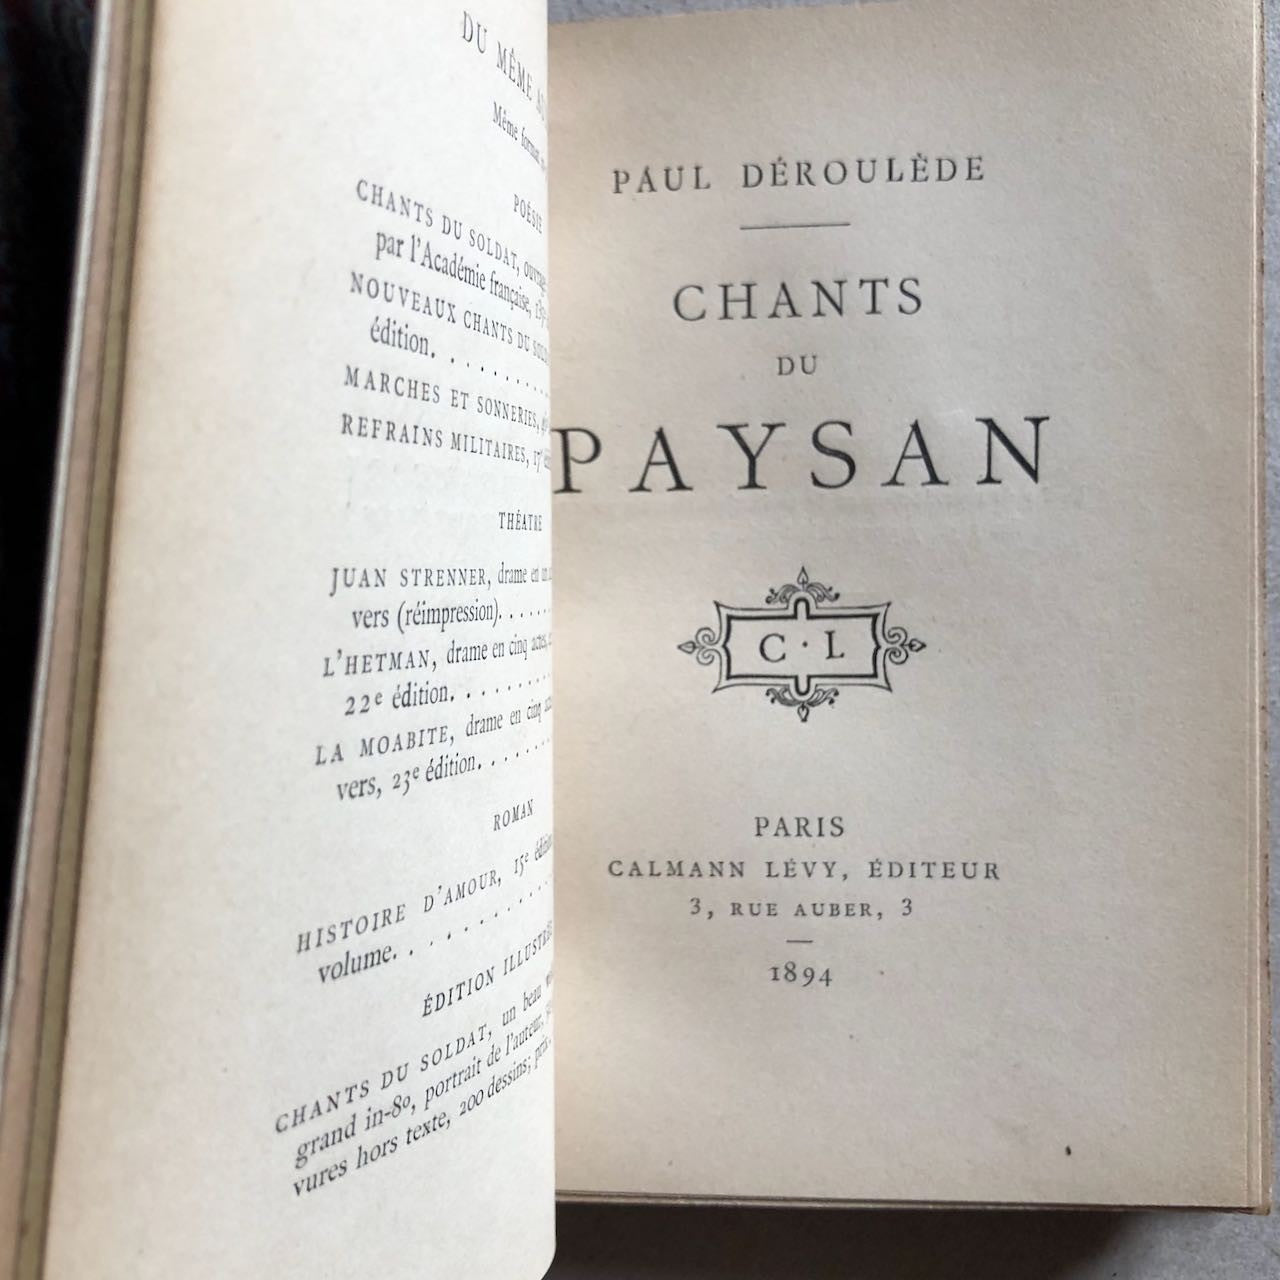 DU MÊME
Même format
POÉSIE
CHANTS DU SOLDAT,
par l'Académie française,
NOUVEAUX CHANTS DU
édition. . . . . . . . . . .
MARCHES ET SONNERIES,
REFRAINS MILITAIRES, 17e
THÉATRE
JUAN STRENNER, drame en un
vers (réimpression). . . . . .
L'HETMAN, drame en cinq actes,
22e édition. . . . . . . . .
LA MOABITE, drame en cinq
vers, 23e édition. . . . . . .
ROMAN
HISTOIRE D'AMOUR, 15e
volume. . . . . . . . . . .
ÉDITION
CHANTS DU SOLDAT, un beau
grand in-8o, portrait de l'auteur,
vures hors texte, 200 dessins;
PAUL DÉROULÈDE
CHANTS
DU
PAYSAN
C · L
PARIS
CALMANN LÉVY, ÉDITEUR
3, RUE AUBER, 3
1894